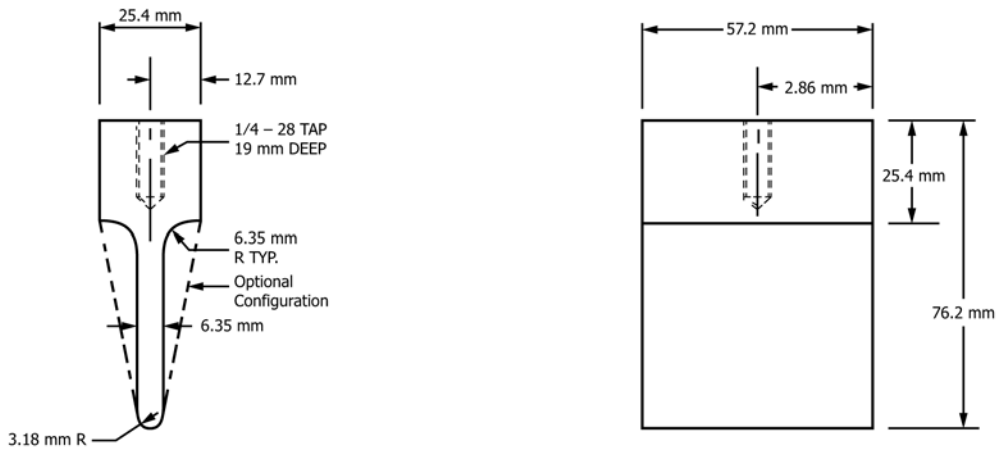 25.4 mm
12.7 mm
1/4 – 28 TAP
19 mm DEEP
6.35 mm
R TYP.
Optional
Configuration
6.35 mm
3.18 mm R
57.2 mm
2.86 mm
25.4 mm
76.2 mm